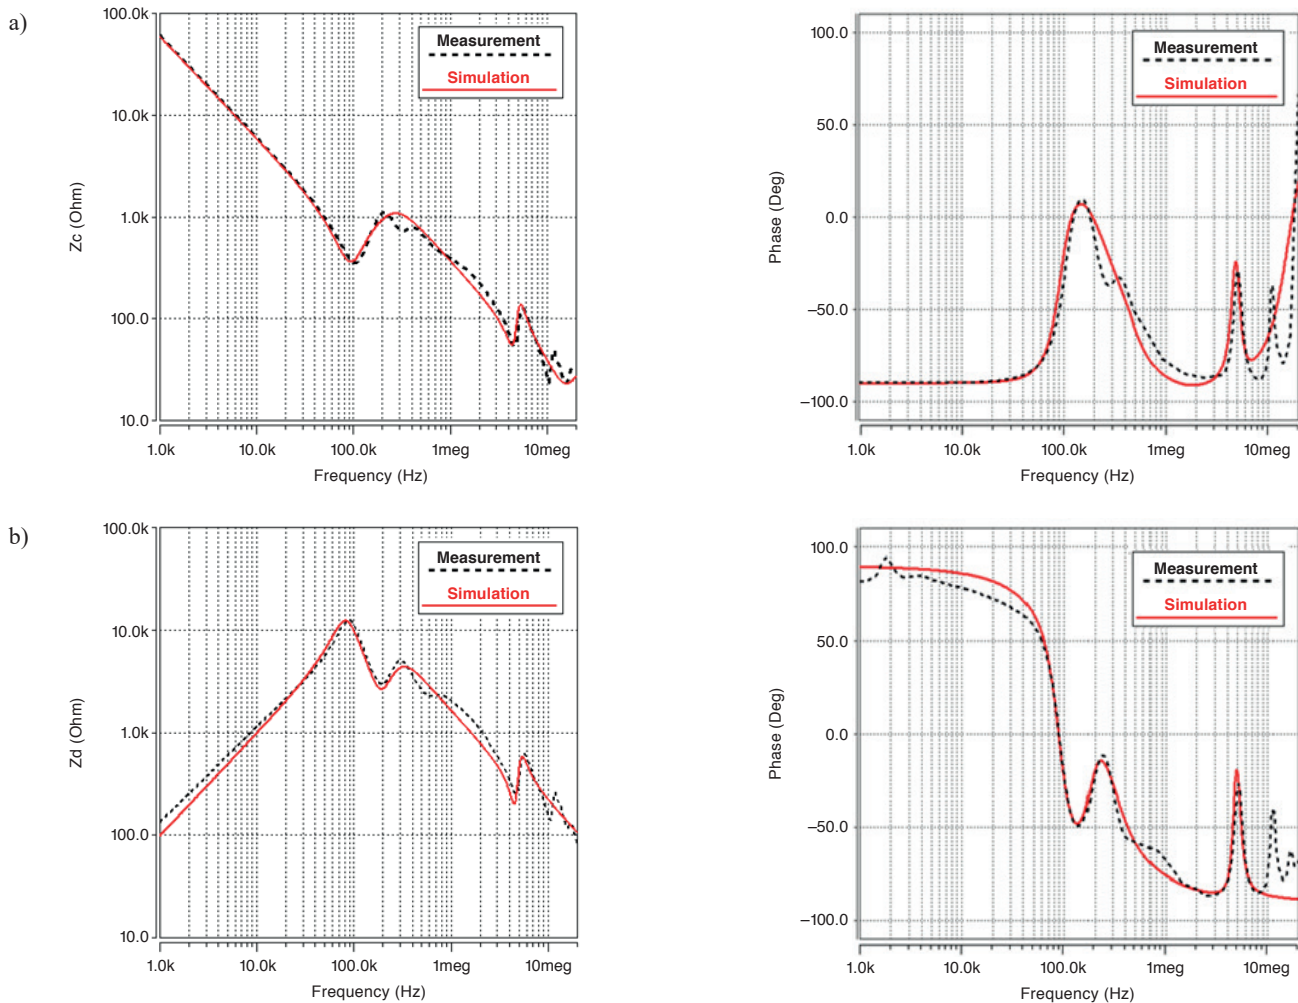 a)
100.0k
10.0k
1.0k
100.0
10.0
Zc (Ohm)
Measurement
Simulation
1.0k 10.0k 100.0k 1meg 10meg
Frequency (Hz)
100.0
50.0
0.0
−50.0
−100.0
Phase (Deg)
Measurement
Simulation
1.0k 10.0k 100.0k 1meg 10meg
Frequency (Hz)
b)
100.0k
10.0k
1.0k
100.0
10.0
Zd (Ohm)
Measurement
Simulation
1.0k 10.0k 100.0k 1meg 10meg
Frequency (Hz)
100.0
50.0
0.0
−50.0
−100.0
Phase (Deg)
Measurement
Simulation
1.0k 10.0k 100.0k 1meg 10meg
Frequency (Hz)